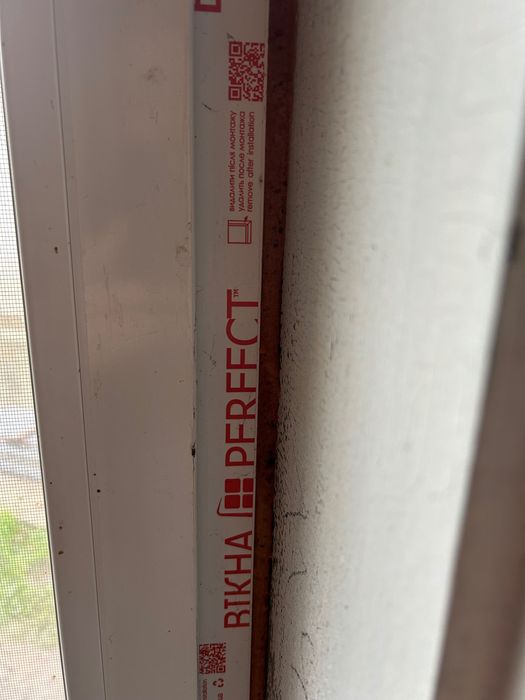 ВІКНА PERFECT™
видалити після монтажу
удалить после монтажа
remove after installation